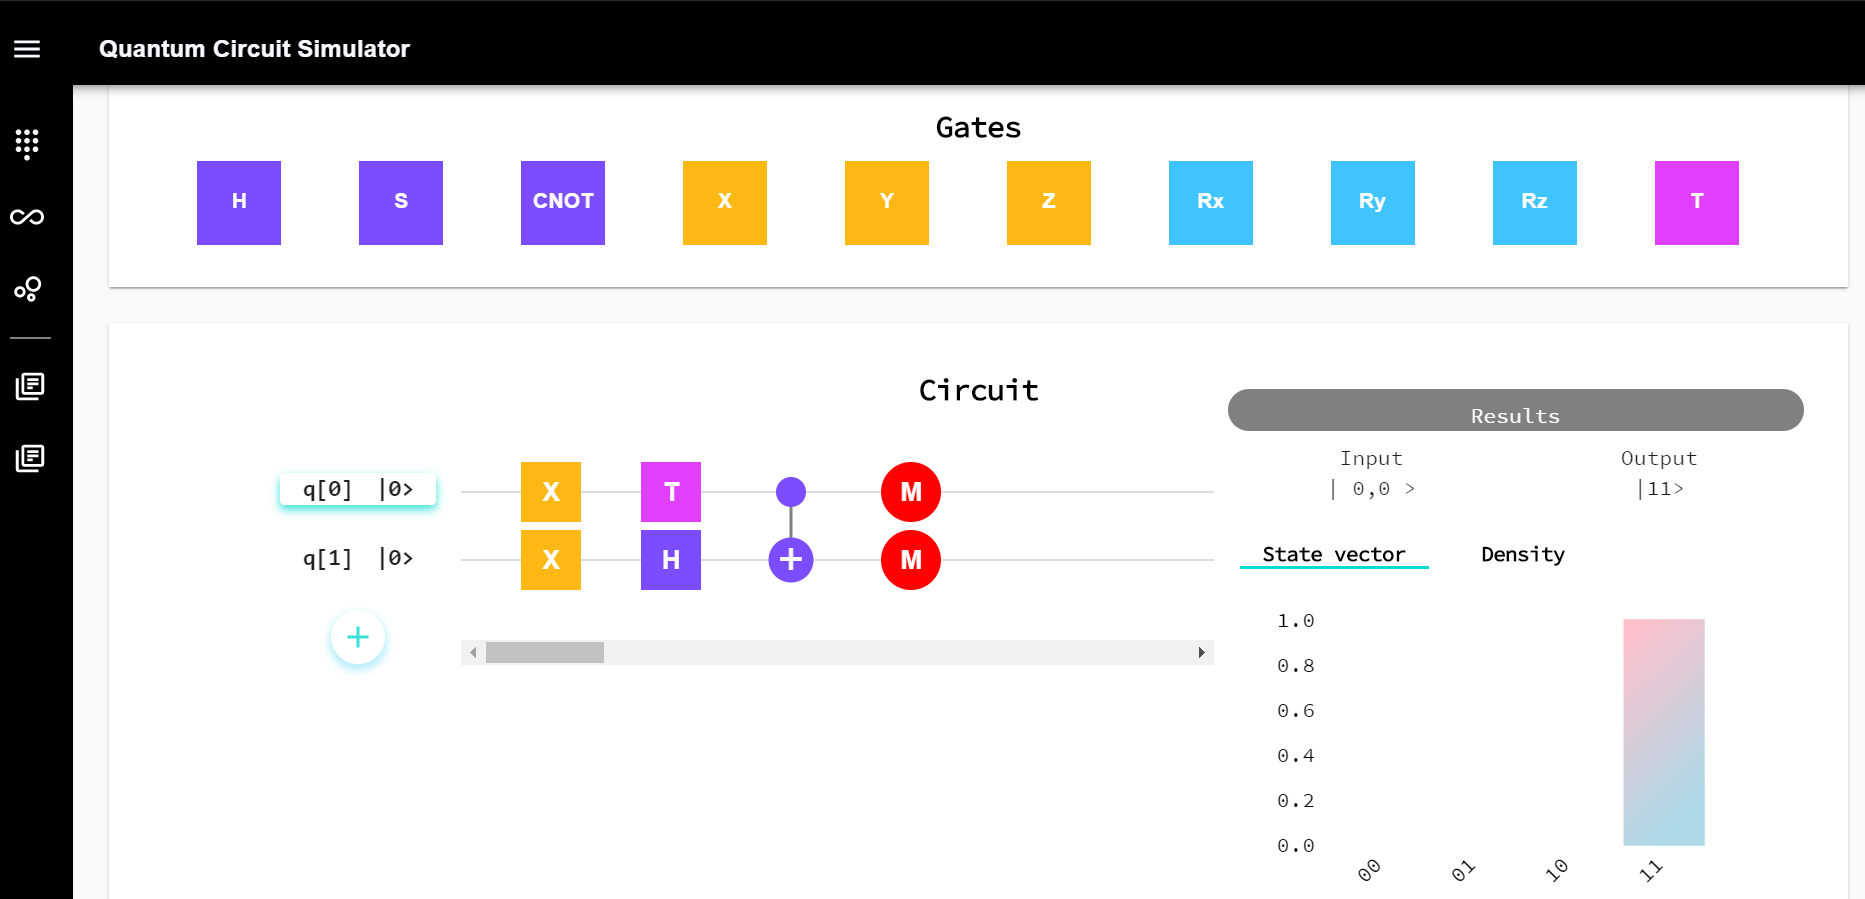 Quantum Circuit Simulator
Gates
H S CNOT X Y Z Rx Ry Rz T
Circuit
q[0] |0> X T M
q[1] |0> X H + M
+
Results
Input Output
| 0,0 > |11>
State vector Density
1.0
0.8
0.6
0.4
0.2
0.0
00 01 10 11